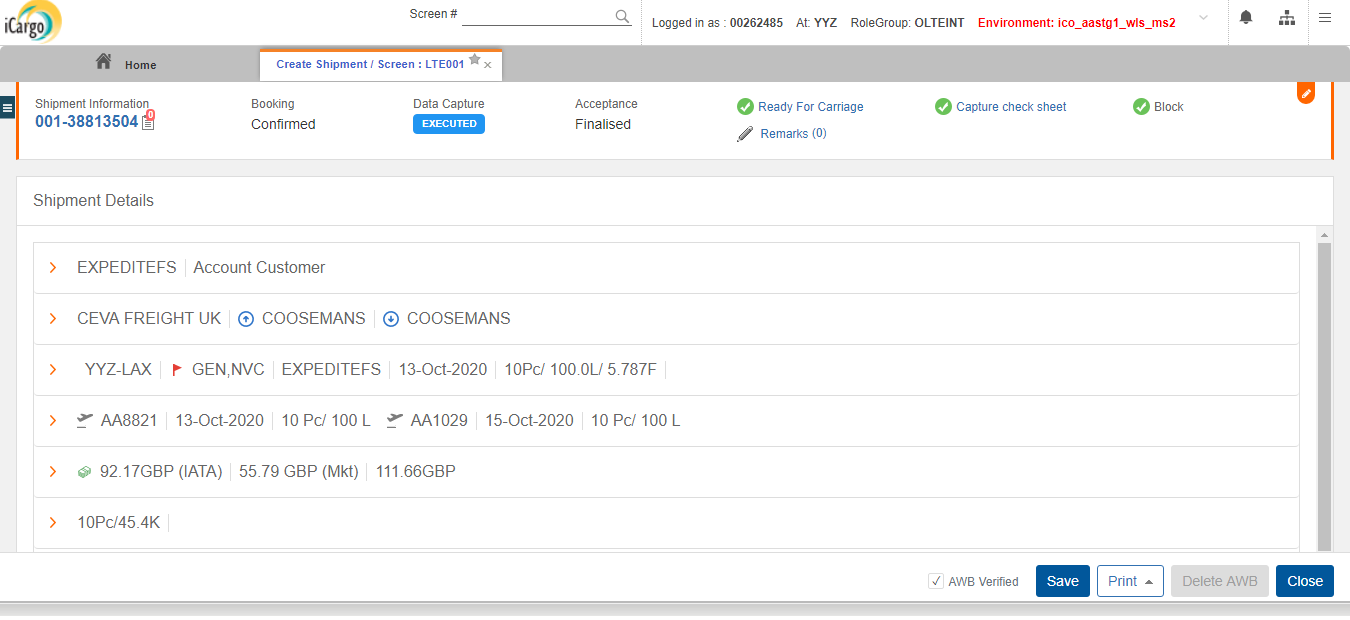 iCargo
Screen #
Logged in as : 00262485 At: YYZ RoleGroup: OLTEINT Environment: ico_aastg1_wls_ms2
Home
Create Shipment / Screen : LTE001
Shipment Information Booking Data Capture Acceptance Ready For Carriage Capture check sheet Block
001-38813504 0 Confirmed EXECUTED Finalised Remarks (0)
Shipment Details
EXPEDITEFS Account Customer
CEVA FREIGHT UK COOSEMANS COOSEMANS
YYZ-LAX GEN,NVC EXPEDITEFS 13-Oct-2020 10Pc/ 100.0L/ 5.787F
AA8821 13-Oct-2020 10 Pc/ 100 L AA1029 15-Oct-2020 10 Pc/ 100 L
92.17GBP (IATA) 55.79 GBP (Mkt) 111.66GBP
10Pc/45.4K
AWB Verified Save Print Delete AWB Close